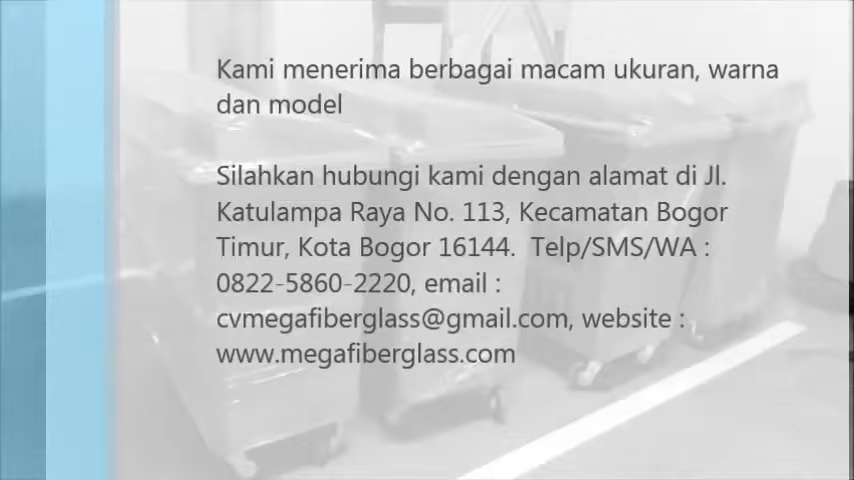 Kami menerima berbagai macam ukuran, warna
dan model
Silahkan hubungi kami dengan alamat di Jl.
Katulampa Raya No. 113, Kecamatan Bogor
Timur, Kota Bogor 16144.  Telp/SMS/WA :
0822-5860-2220, email :
cvmegafiberglass@gmail.com, website :
www.megafiberglass.com